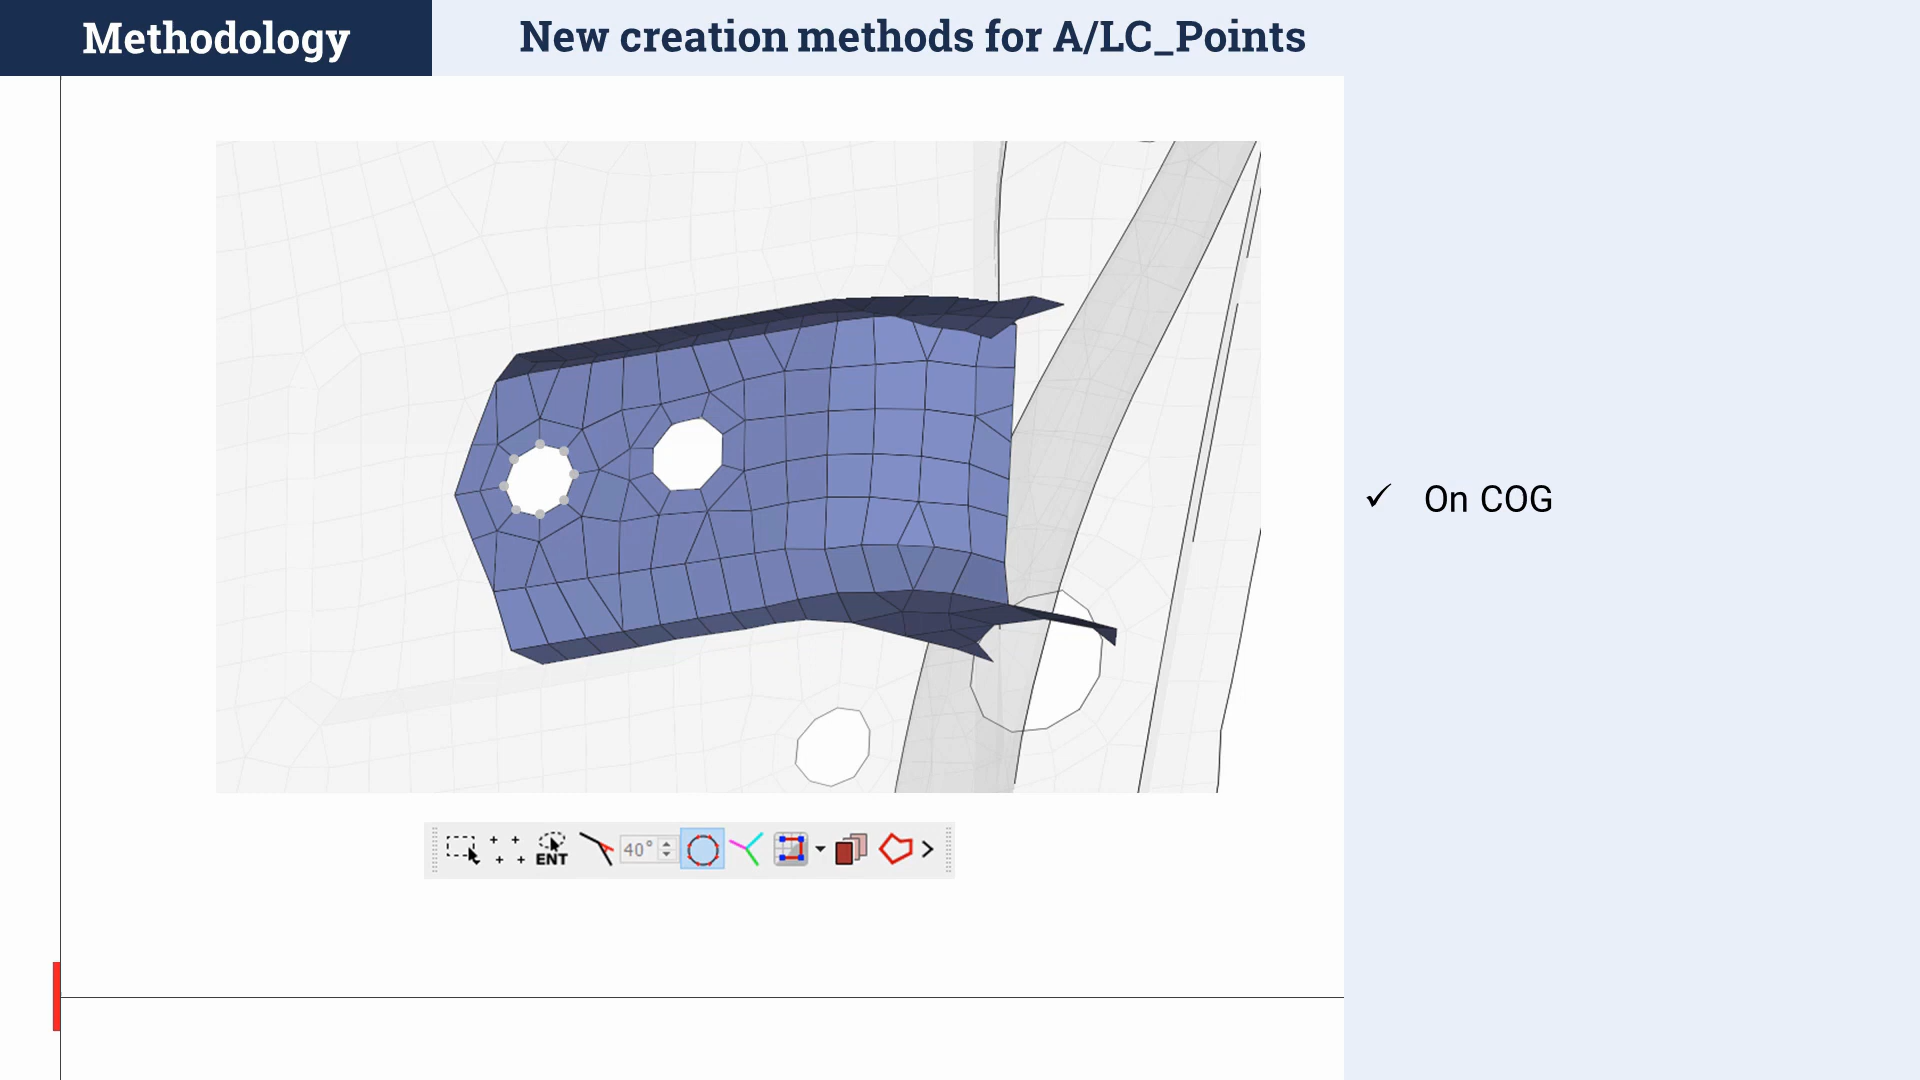 Methodology
New creation methods for A/LC_Points
✓ On COG
ENT
40°